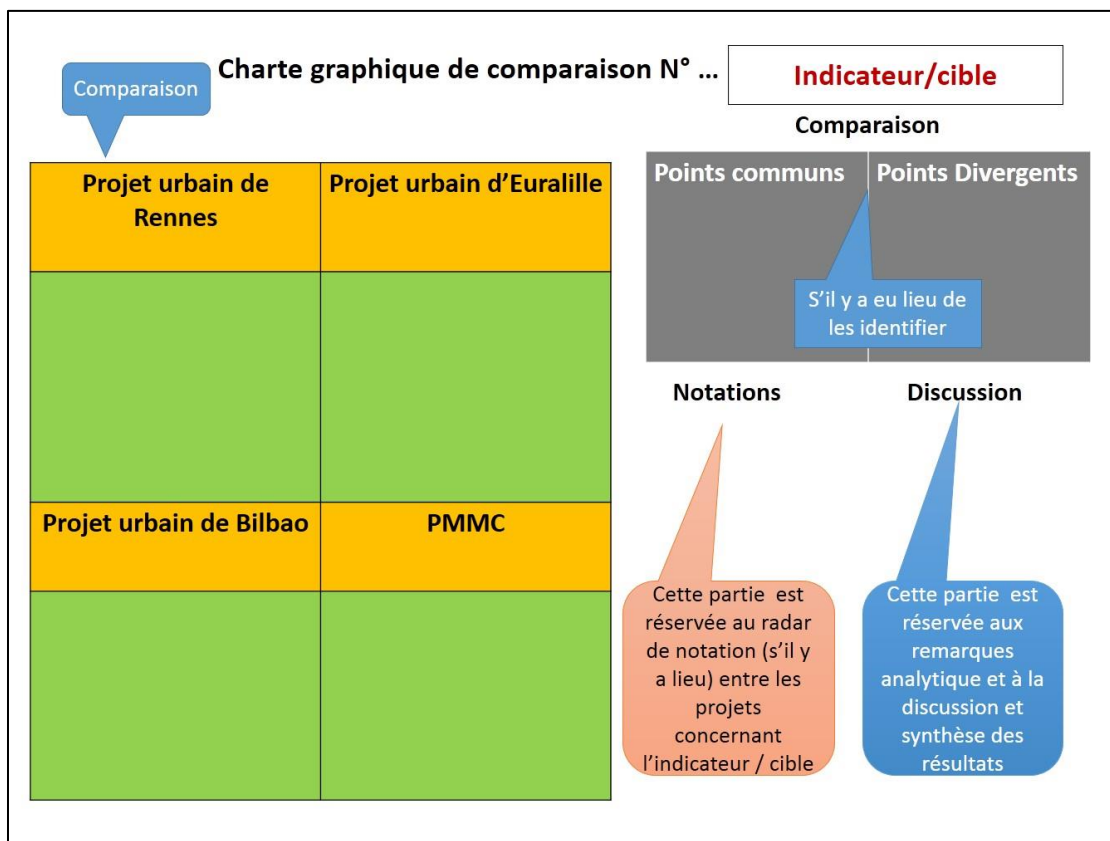 Charte graphique de comparaison N° ...
Indicateur/cible
Comparaison
Comparaison
Projet urbain de
Rennes
Projet urbain d’Euralille
Points communs
Points Divergents
S’il y a eu lieu de
les identifier
Notations
Discussion
Projet urbain de Bilbao
PMMC
Cette partie est
réservée au radar
de notation (s’il y
a lieu) entre les
projets
concernant
l’indicateur / cible
Cette partie est
réservée aux
remarques
analytique et à la
discussion et
synthèse des
résultats